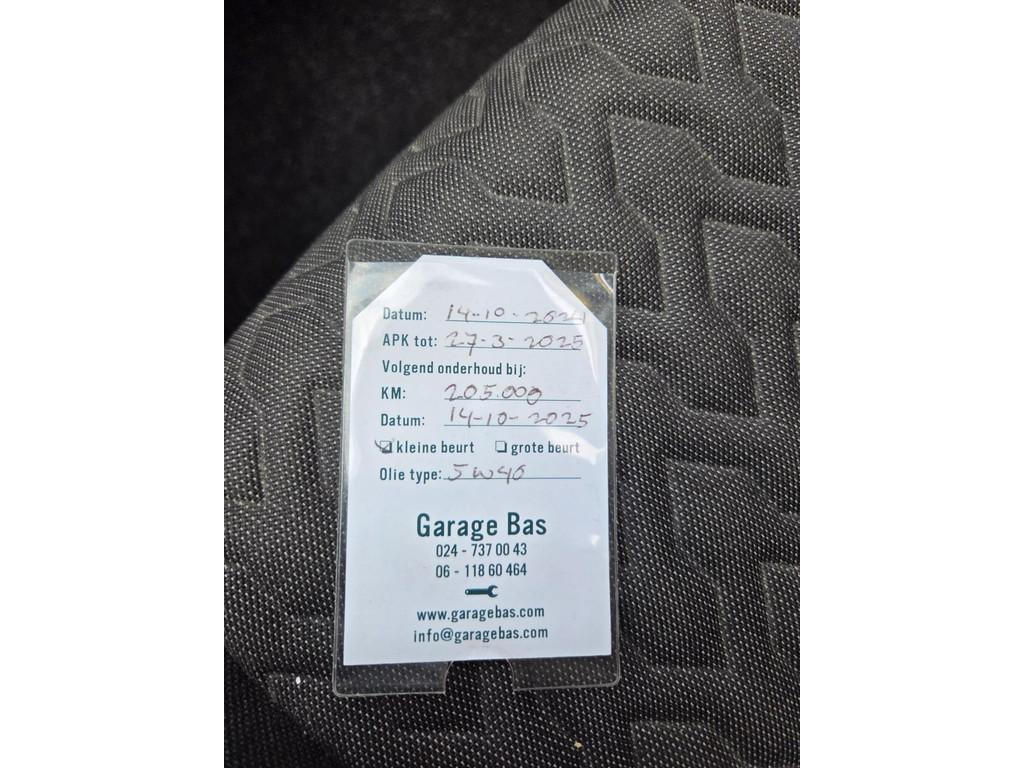 Datum: 14-10-2024
APK tot: 27-3-2025
Volgend onderhoud bij:
KM: 205.000
Datum: 14-10-2025
kleine beurt grote beurt
Olie type: 5W40
Garage Bas
024 - 737 00 43
06 - 118 60 464
www.garagebas.com
info@garagebas.com